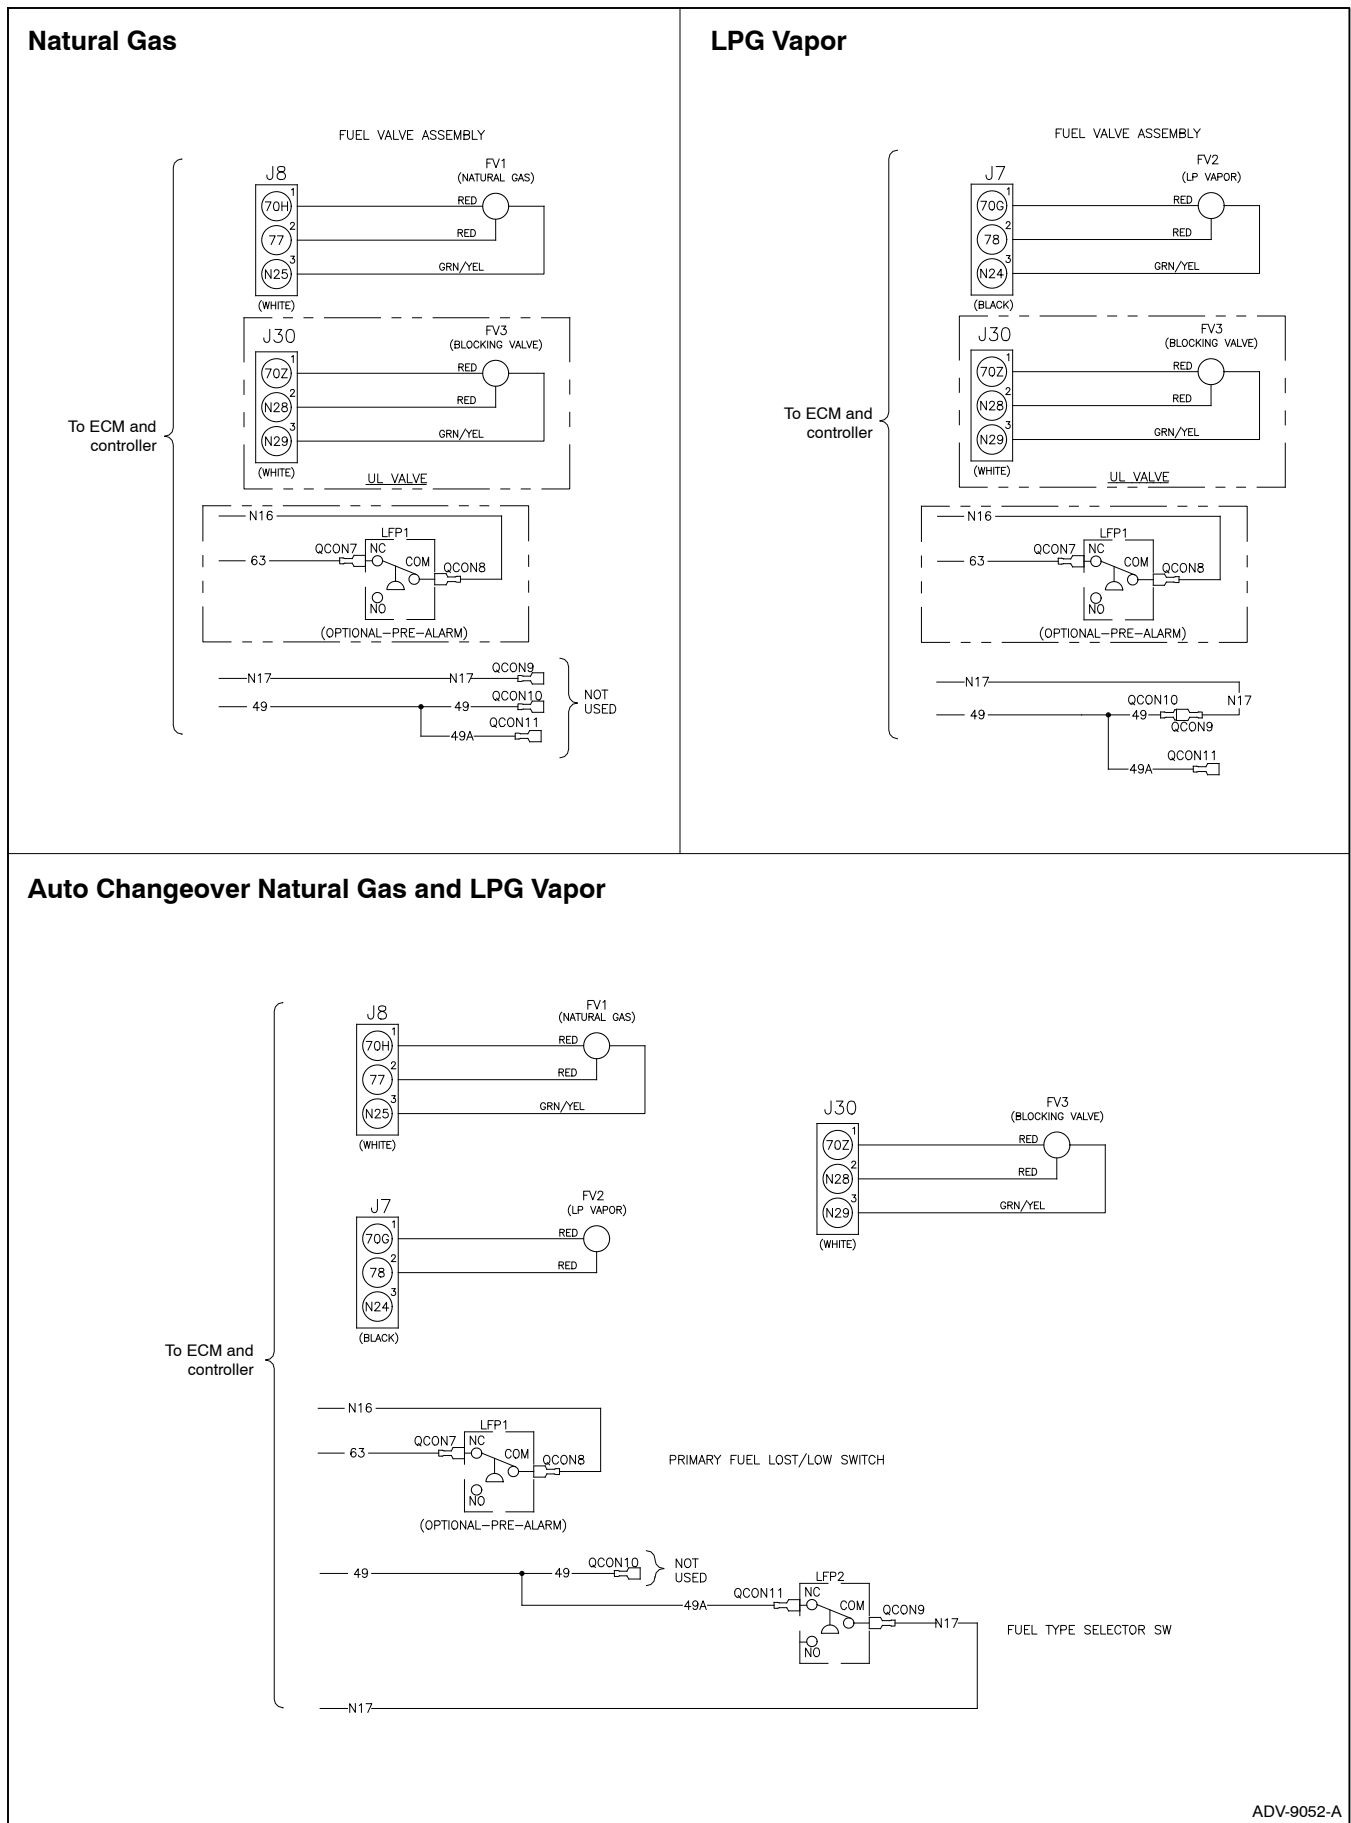 Natural Gas
FUEL VALVE ASSEMBLY
J8
FV1
(NATURAL GAS)
70H
1
RED
77
2
RED
N25
3
GRN/YEL
(WHITE)
J30
FV3
(BLOCKING VALVE)
70Z
1
RED
N28
2
RED
N29
3
GRN/YEL
(WHITE)
UL VALVE
To ECM and
controller
N16
LFP1
63
QCON7
NC
COM
QCON8
NO
(OPTIONAL-PRE-ALARM)
N17
N17
QCON9
49
49
QCON10
49A
QCON11
NOT
USED
LPG Vapor
FUEL VALVE ASSEMBLY
J7
FV2
(LP VAPOR)
70G
1
RED
78
2
RED
N24
3
GRN/YEL
(BLACK)
J30
FV3
(BLOCKING VALVE)
70Z
1
RED
N28
2
RED
N29
3
GRN/YEL
(WHITE)
UL VALVE
To ECM and
controller
N16
LFP1
63
QCON7
NC
COM
QCON8
NO
(OPTIONAL-PRE-ALARM)
N17
N17
49
49
QCON10
QCON9
49A
QCON11
Auto Changeover Natural Gas and LPG Vapor
J8
FV1
(NATURAL GAS)
70H
1
RED
77
2
RED
N25
3
GRN/YEL
(WHITE)
J30
FV3
(BLOCKING VALVE)
70Z
1
RED
N28
2
RED
N29
3
GRN/YEL
(WHITE)
J7
FV2
(LP VAPOR)
70G
1
RED
78
2
RED
N24
3
(BLACK)
To ECM and
controller
N16
LFP1
63
QCON7
NC
COM
QCON8
NO
(OPTIONAL-PRE-ALARM)
PRIMARY FUEL LOST/LOW SWITCH
49
49
QCON10
NOT
USED
49A
QCON11
LFP2
NC
COM
QCON9
N17
NO
FUEL TYPE SELECTOR SW
N17
ADV-9052-A